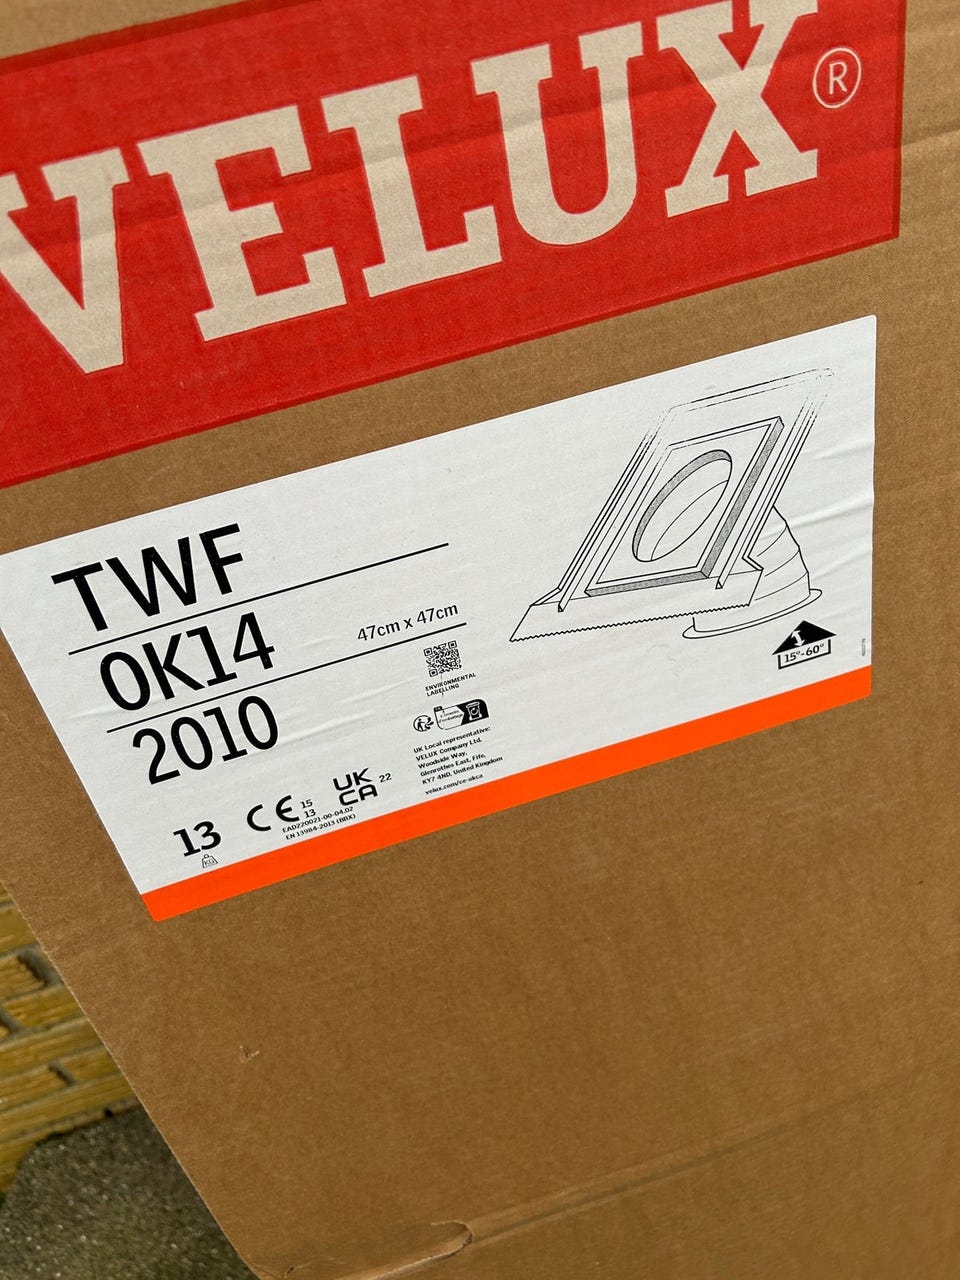 VELUX®
TWF
0K14
47cm x 47cm
2010
ENVIRONMENTAL
LABELLING
UK Local representative:
VELUX Company Ltd.
Woodside Way,
Glenrothes East, Fife,
KY7 4ND, United Kingdom
velux.com/ce-ukca
13
KG
CE 15
13
UK
CA 22
EAD220021-00-04.02
EN 13984-2013 (BBX)
15°-60°